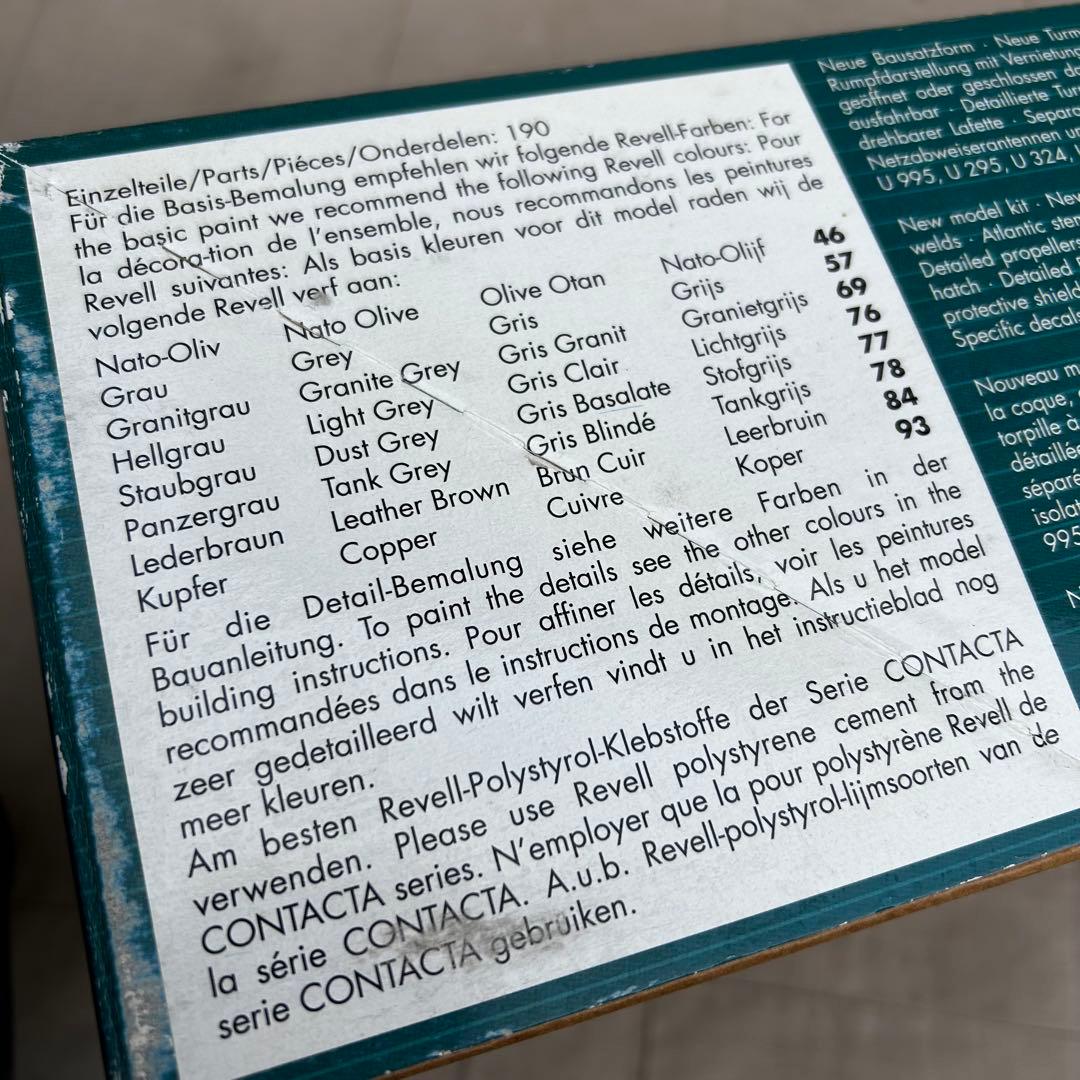 Einzelteile/Parts/Piéces/Onderdelen: 190
Für die Basis-Bemalung empfehlen wir folgende Revell-Farben: For
the basic paint we recommend the following Revell colours: Pour
la décora-tion de l'ensemble, nous recommandons les peintures
Revell suivantes: Als basis kleuren voor dit model raden wij de
volgende Revell verf aan:
Nato-Oliv Nato Olive Olive Otan Nato-Olijf 46
Grau Grey Gris Grijs 57
Granitgrau Granite Grey Gris Granit Granietgrijs 69
Hellgrau Light Grey Gris Clair Lichtgrijs 76
Staubgrau Dust Grey Gris Basalate Stofgrijs 77
Panzergrau Tank Grey Gris Blindé Tankgrijs 78
Lederbraun Leather Brown Brun Cuir Leerbruin 84
Kupfer Copper Cuivre Koper 93
Für die Detail-Bemalung siehe weitere Farben in der
Bauanleitung. To paint the details see the other colours in the
building instructions. Pour affiner les détails, voir les peintures
recommandées dans le instructions de montage. Als u het model
zeer gedetailleerd wilt verfen vindt u in het instructieblad nog
meer kleuren.
Am besten Revell-Polystyrol-Klebstoffe der Serie CONTACTA
verwenden. Please use Revell polystyrene cement from the
CONTACTA series. N'employer que la pour polystyrène Revell de
la série CONTACTA. A.u.b. Revell-polystyrol-lijmsoorten van de
serie CONTACTA gebruiken.
Neue Bausatzform · Neue Turm
Rumpfdarstellung mit Vernietung
geöffnet oder geschlossen da
ausfahrbar · Detaillierte Tur
drehbarer Lafette · Separ
Netzabweiserantennen u
U 995, U 295, U 324,
New model kit · Nev
welds · Atlantic ste
Detailed propellers
hatch · Detailed
protective shield
Specific decals
Nouveau m
la coque,
torpille à
détaillée
séparé
isolat
995